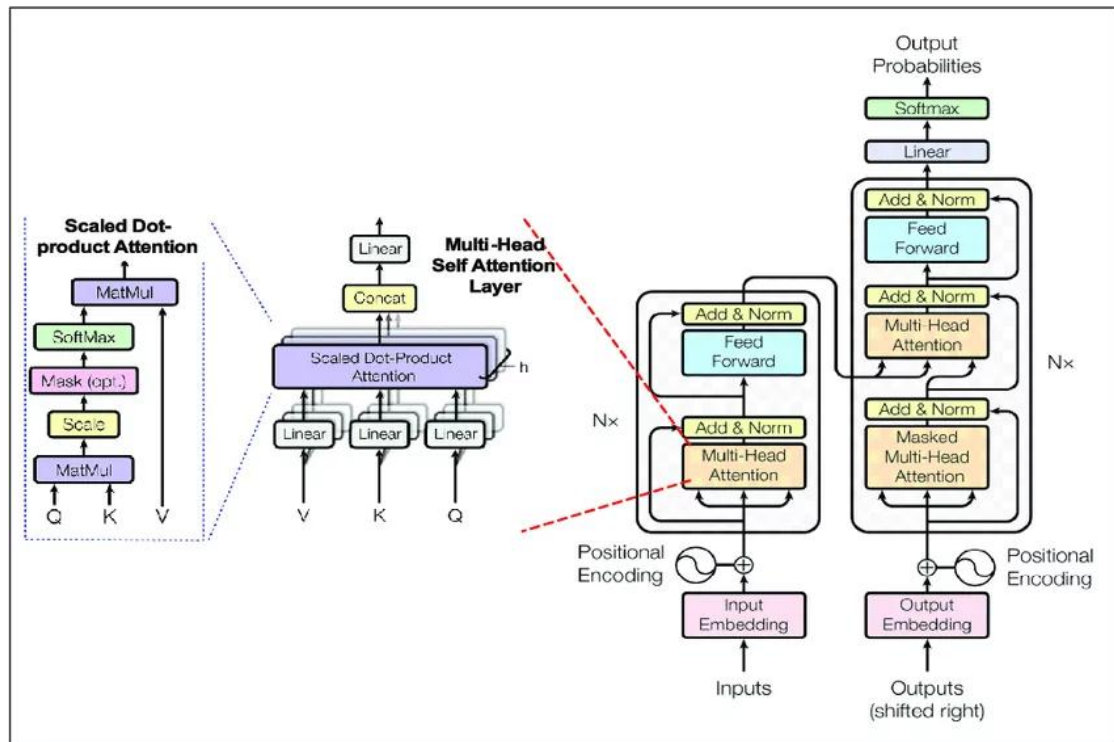 Scaled Dot-
product Attention
MatMul
SoftMax
Mask (opt.)
Scale
MatMul
Q
K
V
Linear
Multi-Head
Self Attention
Layer
Concat
Scaled Dot-Product
Attention
h
Linear
Linear
Linear
V
K
Q
Add & Norm
Feed
Forward
N×
Add & Norm
Multi-Head
Attention
Positional
Encoding
Input
Embedding
Inputs
Output
Probabilities
Softmax
Linear
Add & Norm
Feed
Forward
Add & Norm
Multi-Head
Attention
N×
Add & Norm
Masked
Multi-Head
Attention
Positional
Encoding
Output
Embedding
Outputs
(shifted right)